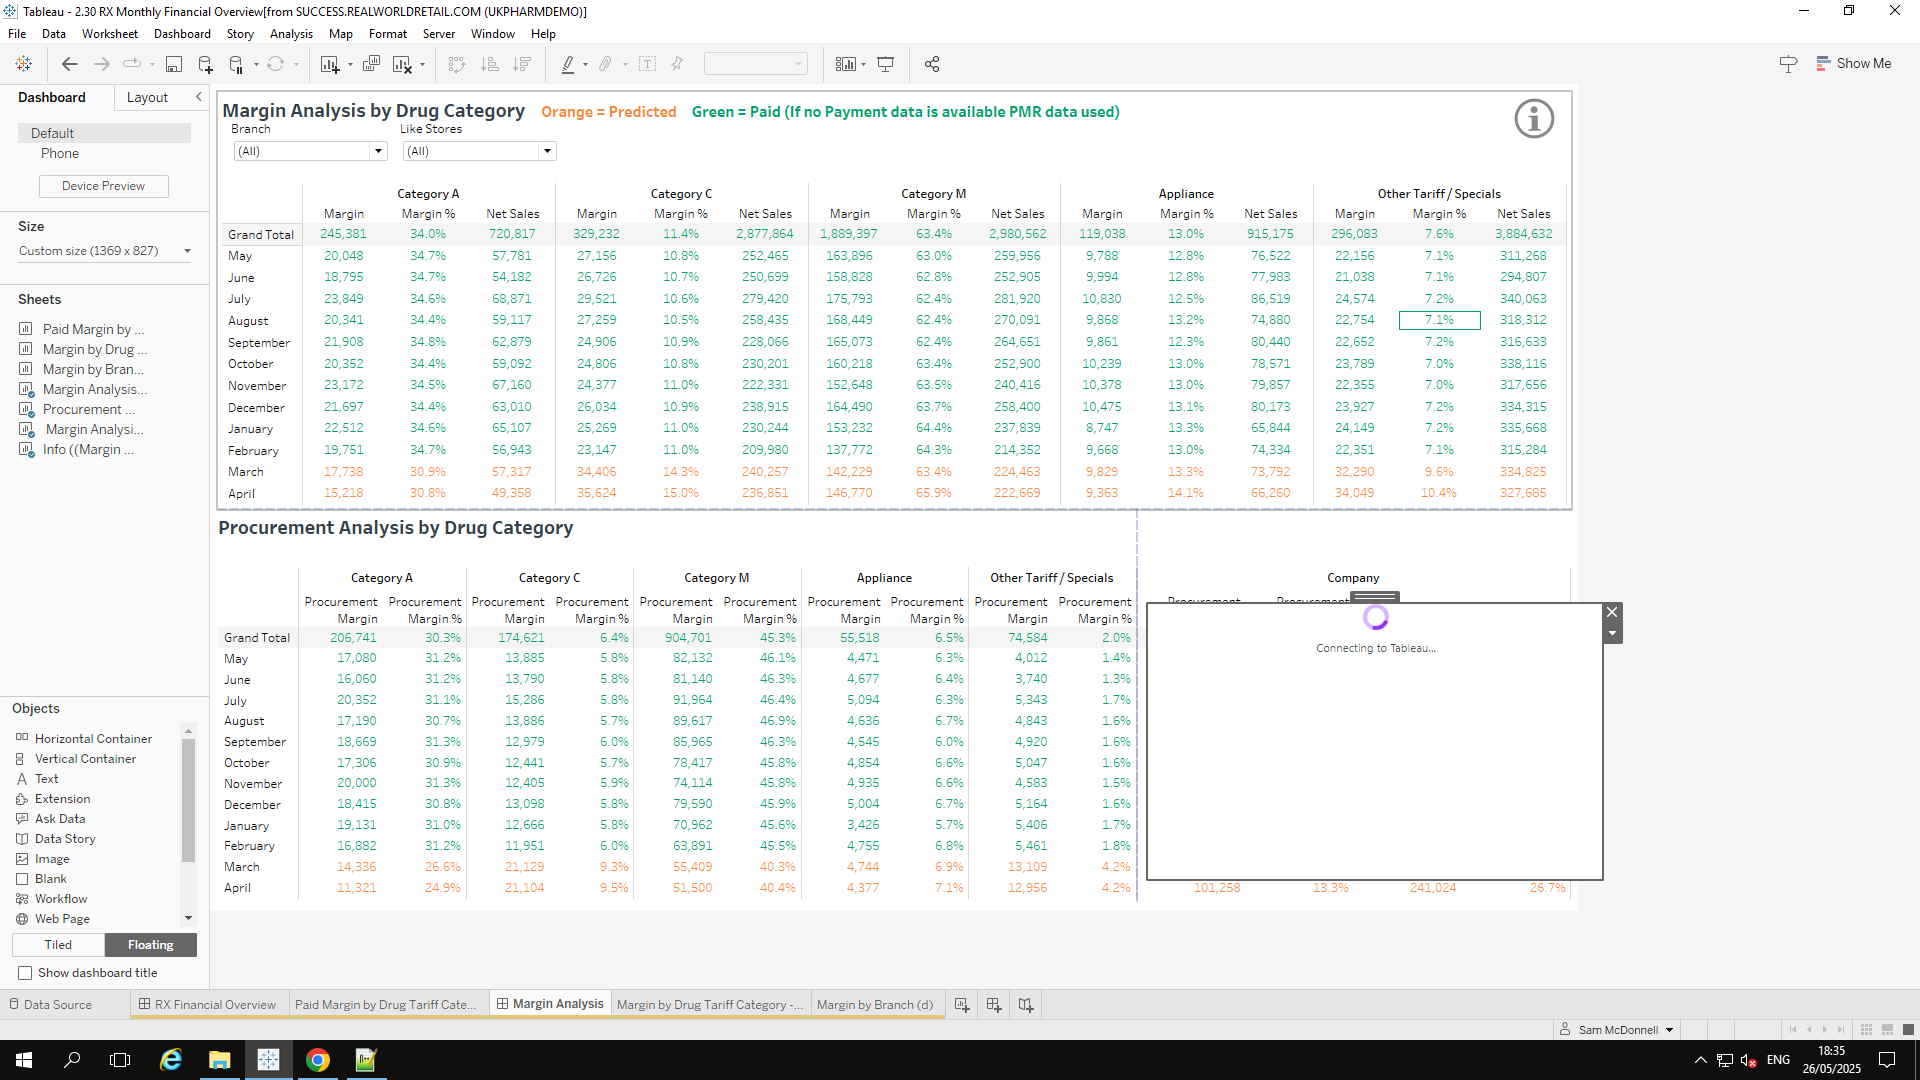 Tableau - 2.30 RX Monthly Financial Overview[from SUCCESS.REALWORLDRETAIL.COM (UKPHARMDEMO)]
File Data Worksheet Dashboard Story Analysis Map Format Server Window Help
Show Me
Dashboard Layout
Default
Phone
Device Preview
Size
Custom size (1369 x 827)
Sheets
Paid Margin by ...
Margin by Drug ...
Margin by Bran...
Margin Analysis...
Procurement ...
Margin Analysi...
Info ((Margin ...
Objects
Horizontal Container
Vertical Container
Text
Extension
Ask Data
Data Story
Image
Blank
Workflow
Web Page
Tiled Floating
Show dashboard title
Margin Analysis by Drug Category Orange = Predicted Green = Paid (If no Payment data is available PMR data used)
Branch Like Stores
(All) (All)
Category A Category C Category M Appliance Other Tariff / Specials
Margin Margin % Net Sales Margin Margin % Net Sales Margin Margin % Net Sales Margin Margin % Net Sales Margin Margin % Net Sales
Grand Total 245,381 34.0% 720,817 329,232 11.4% 2,877,864 1,889,397 63.4% 2,980,562 119,038 13.0% 915,175 296,083 7.6% 3,884,632
May 20,048 34.7% 57,781 27,156 10.8% 252,465 163,896 63.0% 259,956 9,788 12.8% 76,522 22,156 7.1% 311,268
June 18,795 34.7% 54,182 26,726 10.7% 250,699 158,828 62.8% 252,905 9,994 12.8% 77,983 21,038 7.1% 294,807
July 23,849 34.6% 68,871 29,521 10.6% 279,420 175,793 62.4% 281,920 10,830 12.5% 86,519 24,574 7.2% 340,063
August 20,341 34.4% 59,117 27,259 10.5% 258,435 168,449 62.4% 270,091 9,868 13.2% 74,880 22,754 7.1% 318,312
September 21,908 34.8% 62,879 24,906 10.9% 228,066 165,073 62.4% 264,651 9,861 12.3% 80,440 22,652 7.2% 316,633
October 20,352 34.4% 59,092 24,806 10.8% 230,201 160,218 63.4% 252,900 10,239 13.0% 78,571 23,789 7.0% 338,116
November 23,172 34.5% 67,160 24,377 11.0% 222,331 152,648 63.5% 240,416 10,378 13.0% 79,857 22,355 7.0% 317,656
December 21,697 34.4% 63,010 26,034 10.9% 238,915 164,490 63.7% 258,400 10,475 13.1% 80,173 23,927 7.2% 334,315
January 22,512 34.6% 65,107 25,269 11.0% 230,244 153,232 64.4% 237,839 8,747 13.3% 65,844 24,149 7.2% 335,668
February 19,751 34.7% 56,943 23,147 11.0% 209,980 137,772 64.3% 214,352 9,668 13.0% 74,334 22,351 7.1% 315,284
March 17,738 30.9% 57,317 34,406 14.3% 240,257 142,229 63.4% 224,463 9,829 13.3% 73,792 32,290 9.6% 334,825
April 15,218 30.8% 49,358 35,624 15.0% 236,851 146,770 65.9% 222,669 9,363 14.1% 66,260 34,049 10.4% 327,685
Procurement Analysis by Drug Category
Category A Category C Category M Appliance Other Tariff / Specials Company
Procurement Procurement Procurement Procurement Procurement Procurement Procurement Procurement Procurement Procurement Procurement Procurement
Margin Margin % Margin Margin % Margin Margin % Margin Margin % Margin Margin %
Grand Total 206,741 30.3% 174,621 6.4% 904,701 45.3% 55,518 6.5% 74,584 2.0%
May 17,080 31.2% 13,885 5.8% 82,132 46.1% 4,471 6.3% 4,012 1.4%
June 16,060 31.2% 13,790 5.8% 81,140 46.3% 4,677 6.4% 3,740 1.3%
July 20,352 31.1% 15,286 5.8% 91,964 46.4% 5,094 6.3% 5,343 1.7%
August 17,190 30.7% 13,886 5.7% 89,617 46.9% 4,636 6.7% 4,843 1.6%
September 18,669 31.3% 12,979 6.0% 85,965 46.3% 4,545 6.0% 4,920 1.6%
October 17,306 30.9% 12,441 5.7% 78,417 45.8% 4,854 6.6% 5,047 1.6%
November 20,000 31.3% 12,405 5.9% 74,114 45.8% 4,935 6.6% 4,583 1.5%
December 18,415 30.8% 13,098 5.8% 79,590 45.9% 5,004 6.7% 5,164 1.6%
January 19,131 31.0% 12,666 5.8% 70,962 45.6% 3,426 5.7% 5,406 1.7%
February 16,882 31.2% 11,951 6.0% 63,891 45.5% 4,755 6.8% 5,461 1.8%
March 14,336 26.6% 21,129 9.3% 55,409 40.3% 4,744 6.9% 13,109 4.2%
April 11,321 24.9% 21,104 9.5% 51,500 40.4% 4,377 7.1% 12,956 4.2% 101,258 13.3% 241,024 26.7%
Connecting to Tableau...
Data Source RX Financial Overview Paid Margin by Drug Tariff Cate... Margin Analysis Margin by Drug Tariff Category -... Margin by Branch (d)
Sam McDonnell
ENG
18:35
26/05/2025